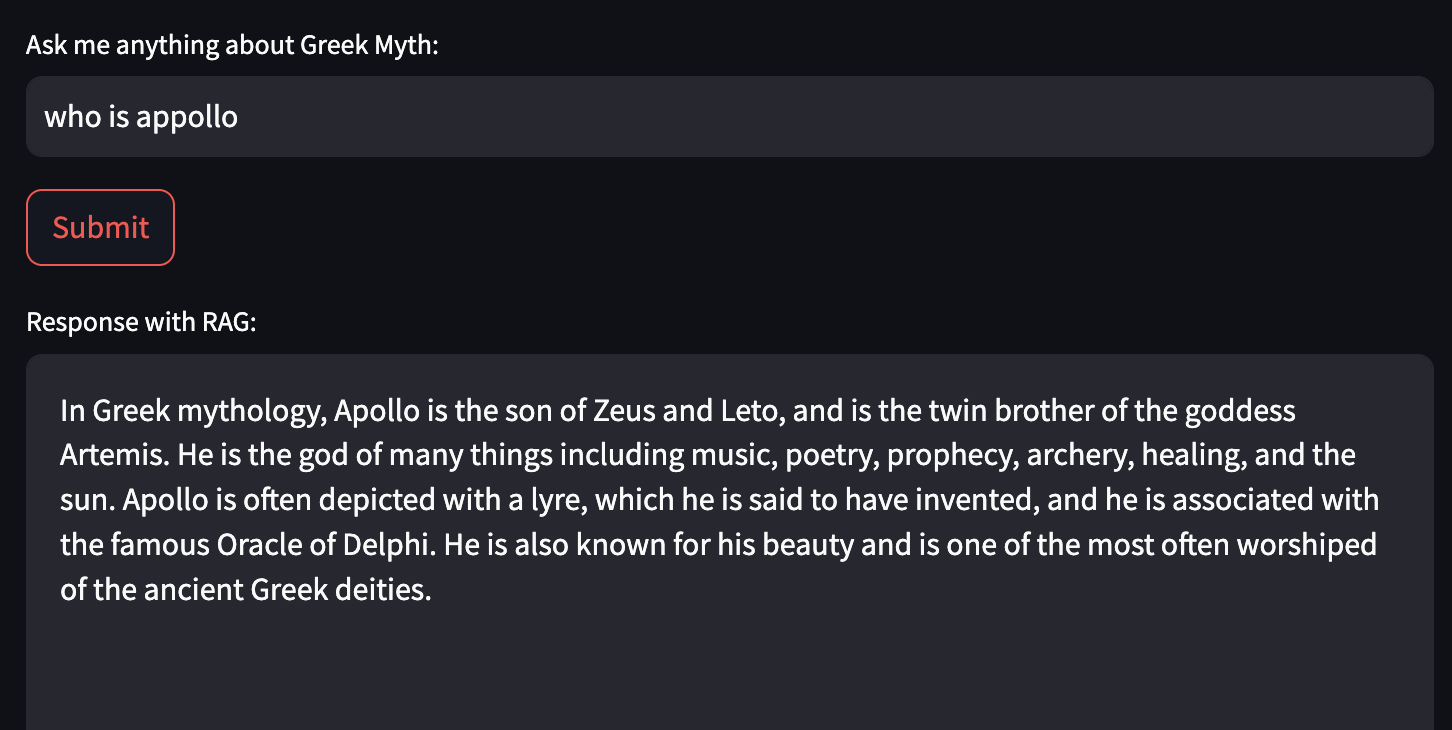 Ask me anything about Greek Myth:
who is appollo
Submit
Response with RAG:
In Greek mythology, Apollo is the son of Zeus and Leto, and is the twin brother of the goddess
Artemis. He is the god of many things including music, poetry, prophecy, archery, healing, and the
sun. Apollo is often depicted with a lyre, which he is said to have invented, and he is associated with
the famous Oracle of Delphi. He is also known for his beauty and is one of the most often worshiped
of the ancient Greek deities.